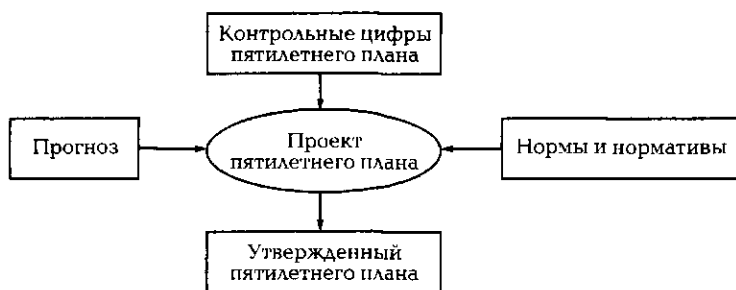 Контрольные цифры
пятилетнего плана
Прогноз
Проект
пятилетнего плана
Нормы и нормативы
Утвержденный
пятилетнего плана